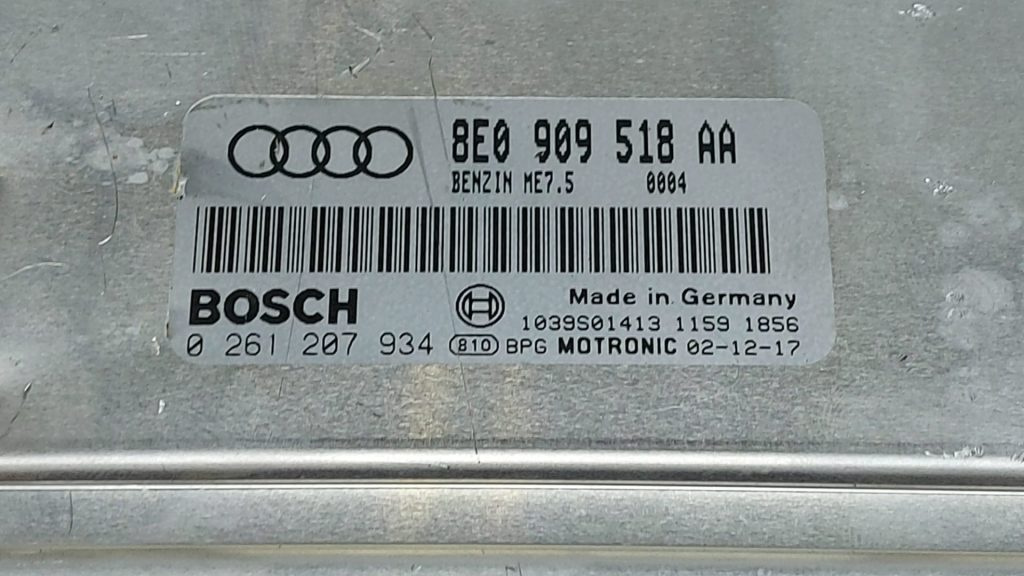 8E0 909 518 AA
BENZIN ME7.5 0004
BOSCH Made in Germany
1039S01413 1159 1856
0 261 207 934 810 BPG MOTRONIC 02-12-17